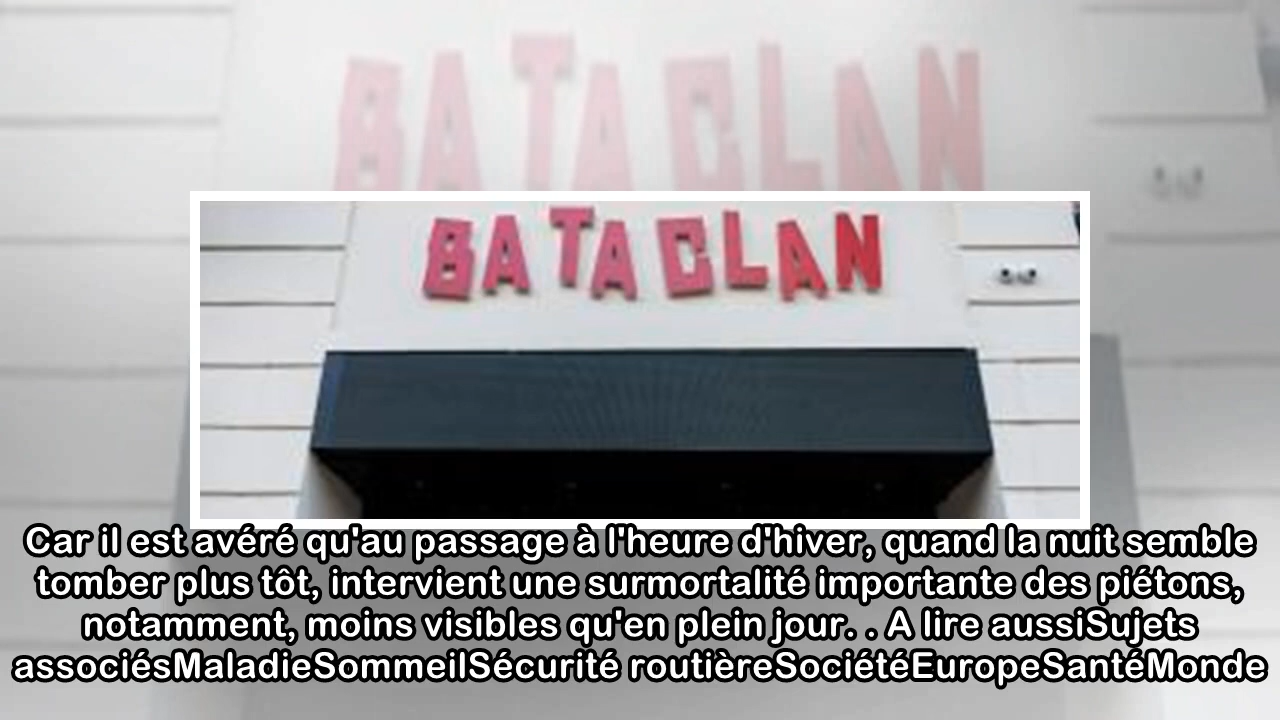 BATACLAN
BATACLAN
Car il est avéré qu'au passage à l'heure d'hiver, quand la nuit semble
tomber plus tôt, intervient une surmortalité importante des piétons,
notamment, moins visibles qu'en plein jour. . A lire aussiSujets
associésMaladieSommeilSécurité routièreSociétéEuropeSantéMonde